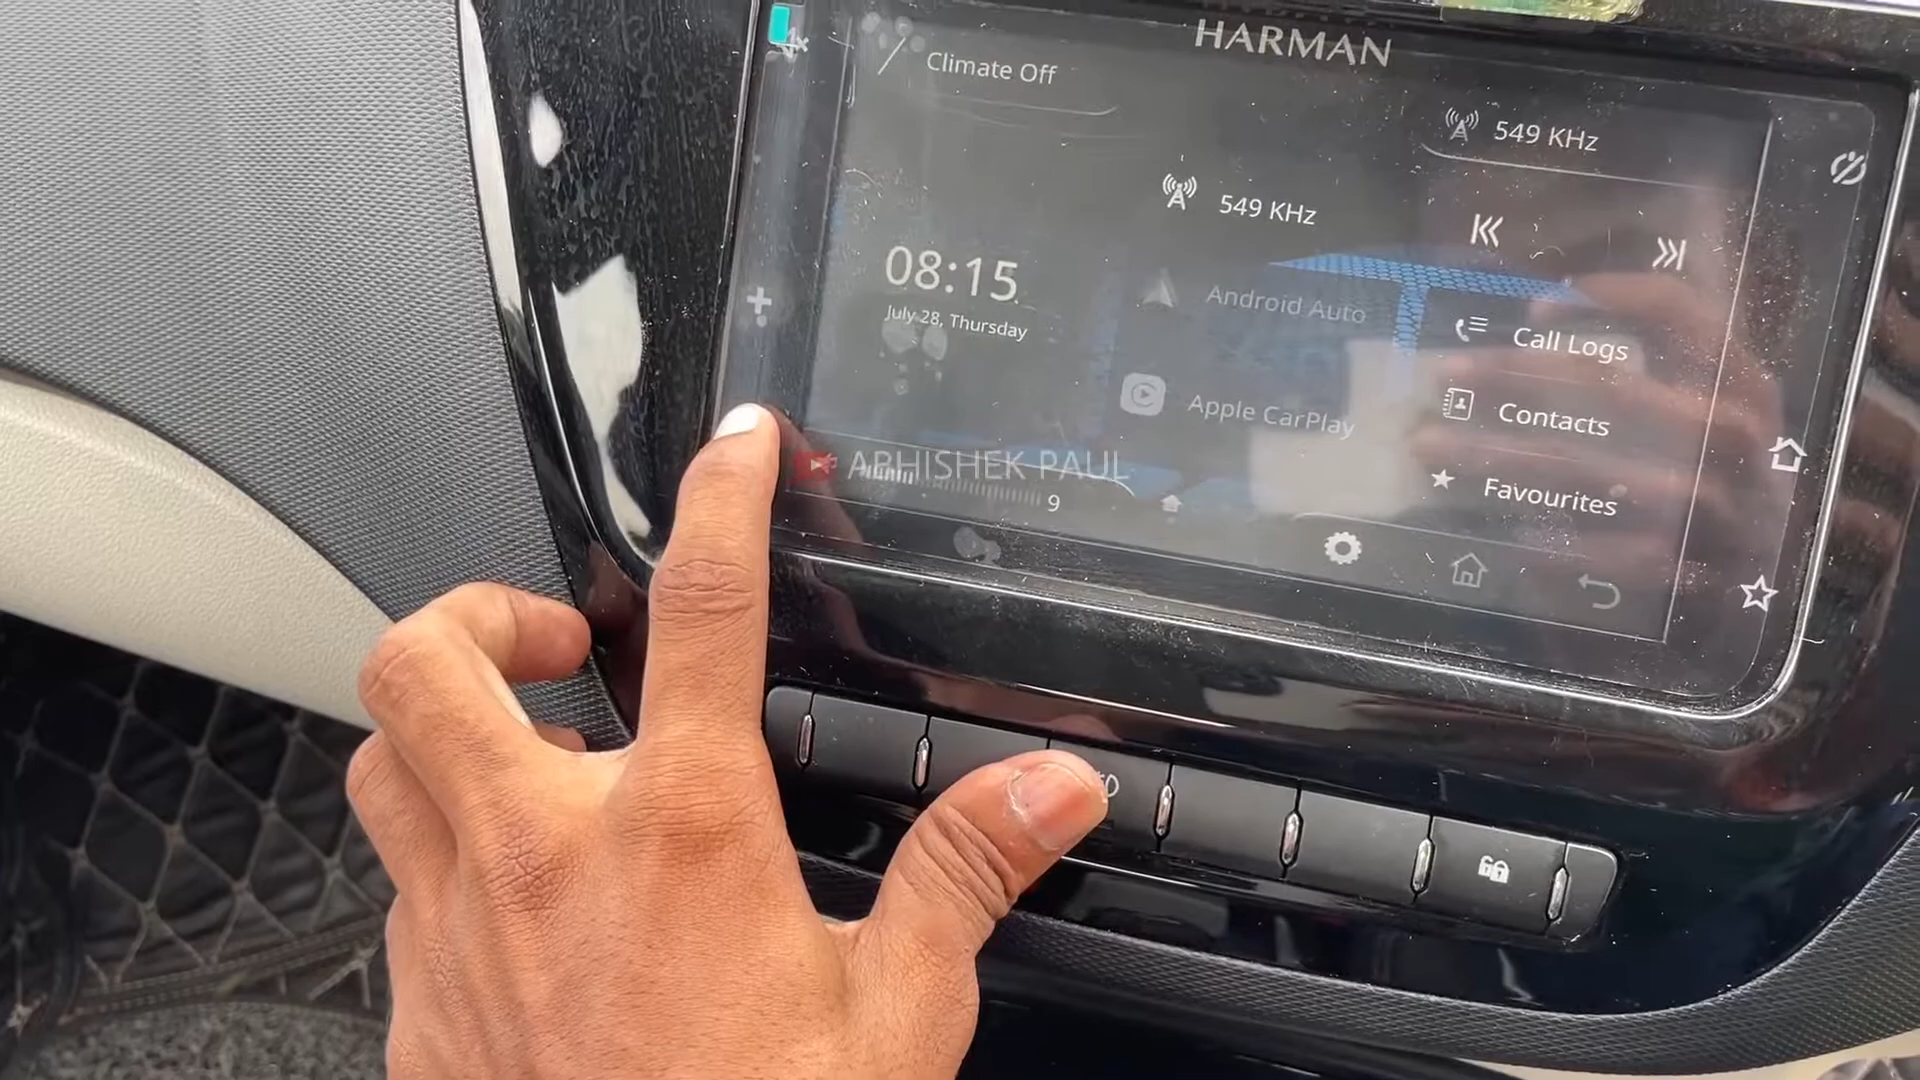 HARMAN
Climate Off
549 KHz
549 KHz
08:15
July 28, Thursday
Android Auto
Call Logs
Apple CarPlay
Contacts
ABHISHEK PAUL
9
Favourites